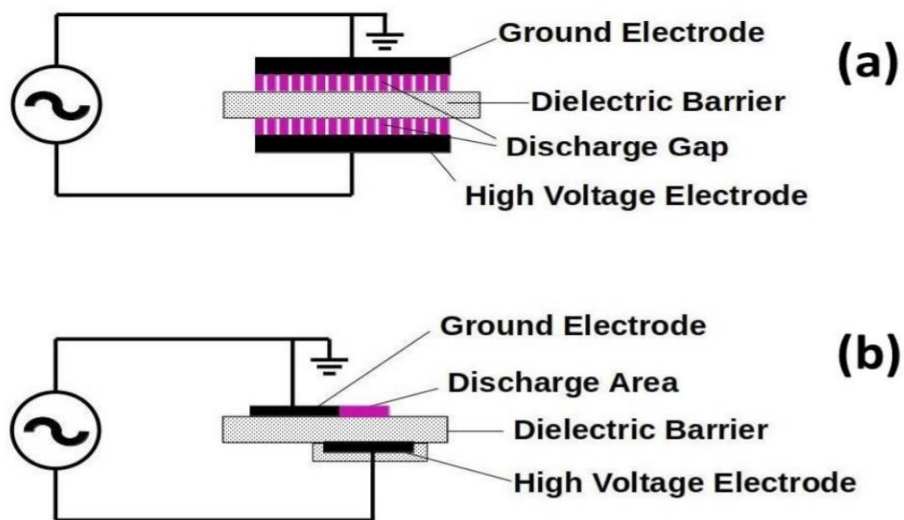 Ground Electrode
(a)
Dielectric Barrier
Discharge Gap
High Voltage Electrode
Ground Electrode
(b)
Discharge Area
Dielectric Barrier
High Voltage Electrode